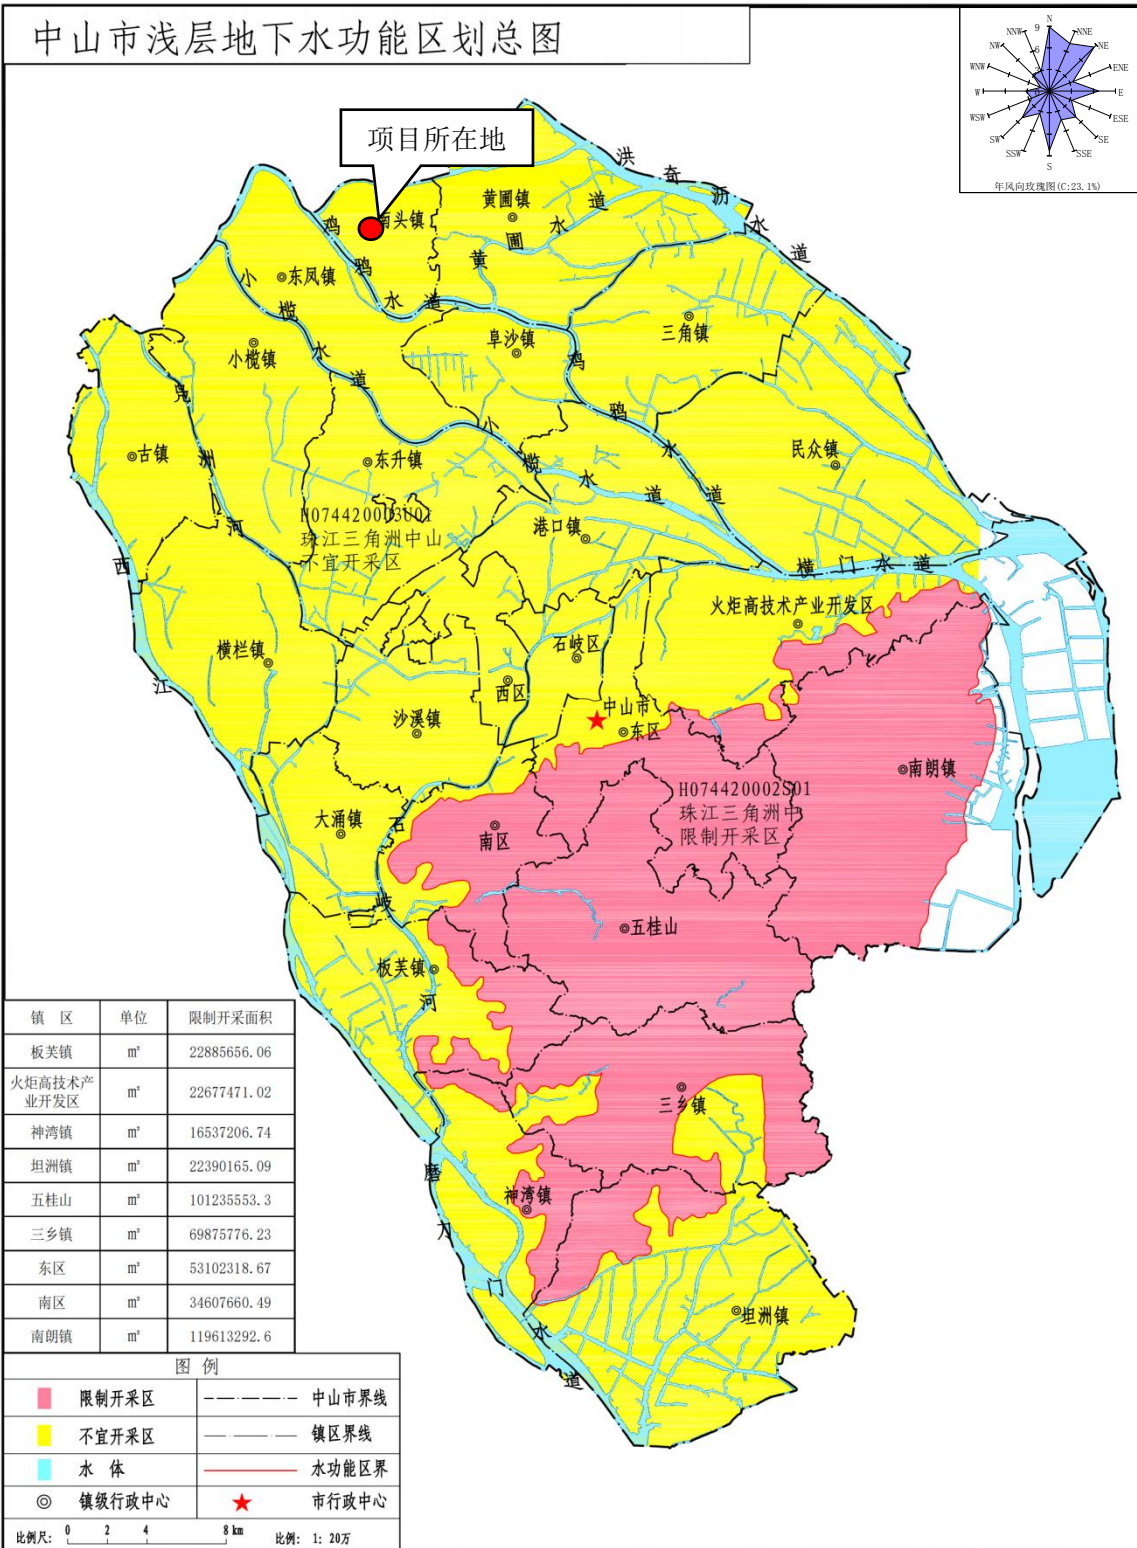 中山市浅层地下水功能区划总图
N
NNE
NE
ENE
E
ESE
SE
SSE
S
SSW
SW
WSW
W
WNW
NW
NNW
9
6
年风向玫瑰图(C:23.1%)
项目所在地
南头镇
黄圃镇
洪奇沥水道
鸡鸦水道
黄圃水道
东凤镇
小榄水道
小榄镇
阜沙镇
三角镇
鸡鸦水道
凫洲河
古镇
东升镇
小榄水道
民众镇
H074420003U01
珠江三角洲中山
不宜开采区
港口镇
横门水道
火炬高技术产业开发区
西江
横栏镇
石岐区
西区
沙溪镇
中山市
东区
南朗镇
H074420002S01
珠江三角洲中
限制开采区
大涌镇
石岐河
南区
五桂山
板芙镇
三乡镇
神湾镇
磨刀门水道
坦洲镇
镇 区 单位 限制开采面积
板芙镇 m² 22885656.06
火炬高技术产
业开发区 m² 22677471.02
神湾镇 m² 16537206.74
坦洲镇 m² 22390165.09
五桂山 m² 101235553.3
三乡镇 m² 69875776.23
东区 m² 53102318.67
南区 m² 34607660.49
南朗镇 m² 119613292.6
图 例
限制开采区 中山市界线
不宜开采区 镇区界线
水 体 水功能区界
镇级行政中心 市行政中心
比例尺: 0 2 4 8 km 比例: 1: 20万